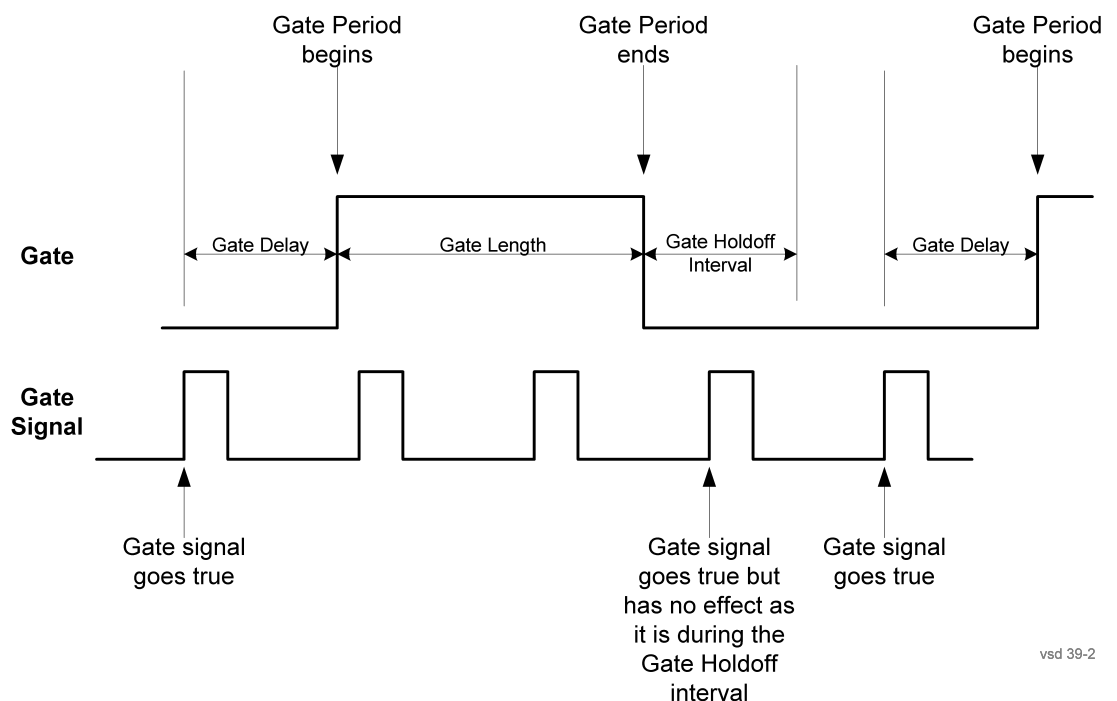 Gate Period
begins
Gate Period
ends
Gate Period
begins
Gate
Gate Delay
Gate Length
Gate Holdoff
Interval
Gate Delay
Gate
Signal
Gate signal
goes true
Gate signal
goes true but
has no effect as
it is during the
Gate Holdoff
interval
Gate signal
goes true
vsd 39-2